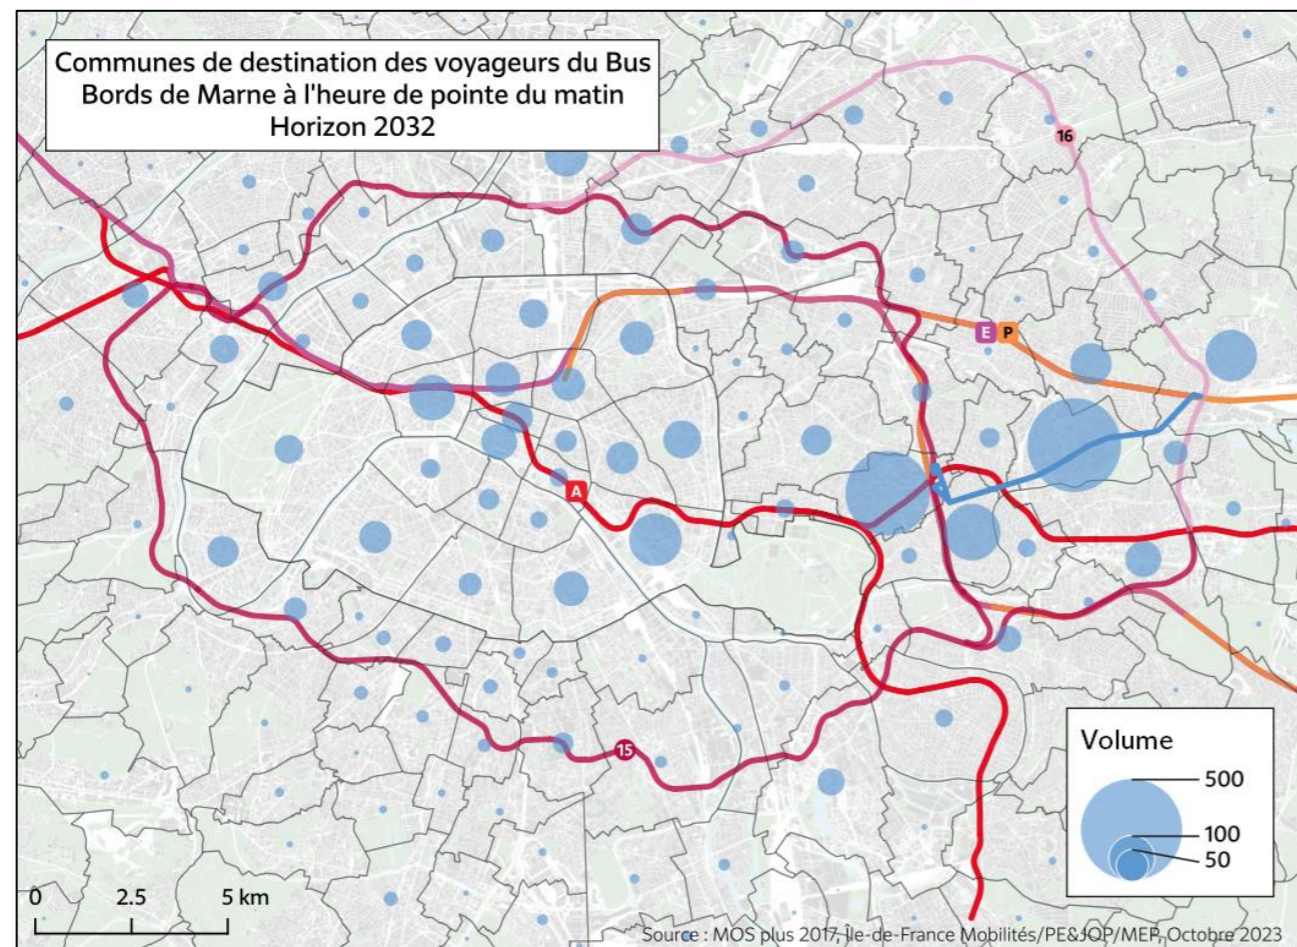 Communes de destination des voyageurs du Bus
Bords de Marne à l'heure de pointe du matin
Horizon 2032
16
E P
A
15
Volume
500
100
50
0 2.5 5 km
Source : MOS plus 2017, Île-de-France Mobilités/PE&JOP/MEP, Octobre 2023